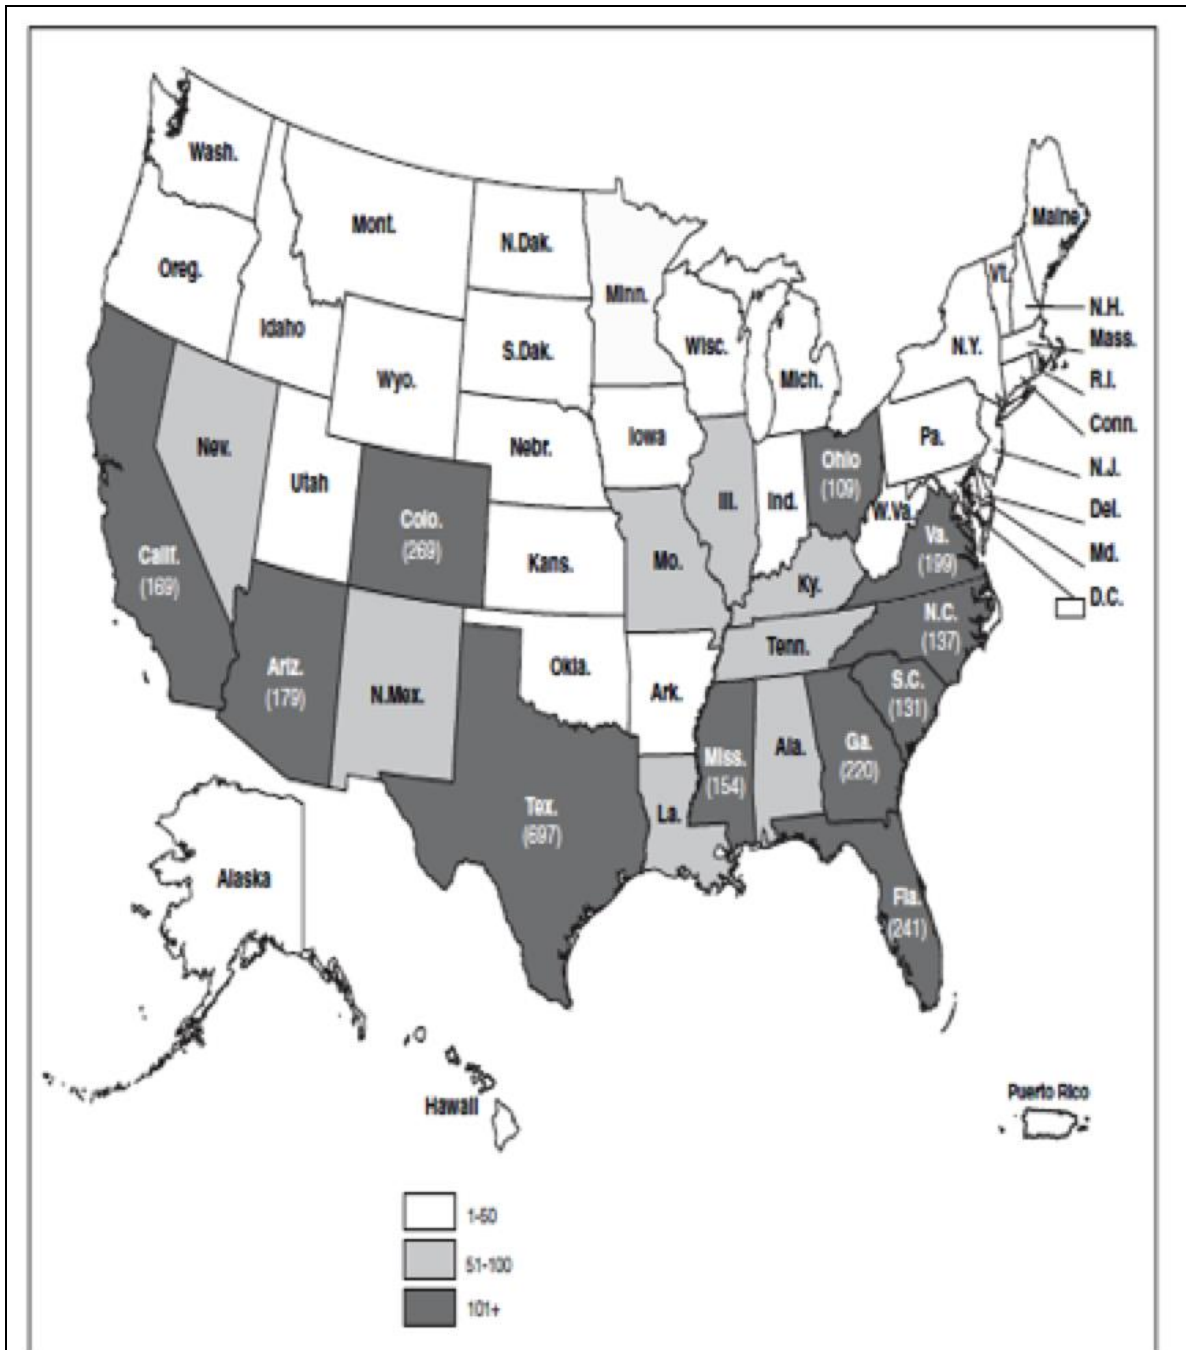 Wash.
Mont.
N.Dak.
Minn.
Maine
Oreg.
Idaho
Vt.
N.H.
Wyo.
S.Dak.
Wisc.
Mich.
N.Y.
Mass.
R.I.
Nev.
Utah
Nebr.
Iowa
Pa.
Conn.
N.J.
Colo.
(269)
Kans.
Mo.
Ill.
Ind.
Ohio
(109)
W.Va.
Va.
(199)
Del.
Md.
D.C.
Calif.
(169)
Ky.
N.C.
(137)
Ariz.
(179)
N.Mex.
Okla.
Ark.
Tenn.
S.C.
(131)
Tex.
(697)
La.
Miss.
(154)
Ala.
Ga.
(220)
Fla.
(241)
Alaska
Hawaii
Puerto Rico
1-50
51-100
101+